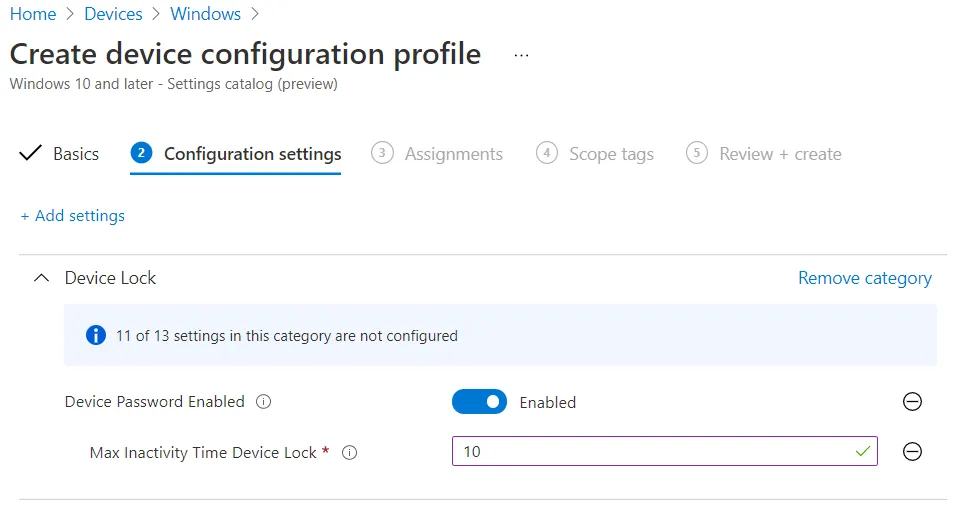 Home > Devices > Windows >
Create device configuration profile ...
Windows 10 and later - Settings catalog (preview)
Basics 2 Configuration settings 3 Assignments 4 Scope tags 5 Review + create
+ Add settings
Device Lock Remove category
11 of 13 settings in this category are not configured
Device Password Enabled Enabled
Max Inactivity Time Device Lock * 10